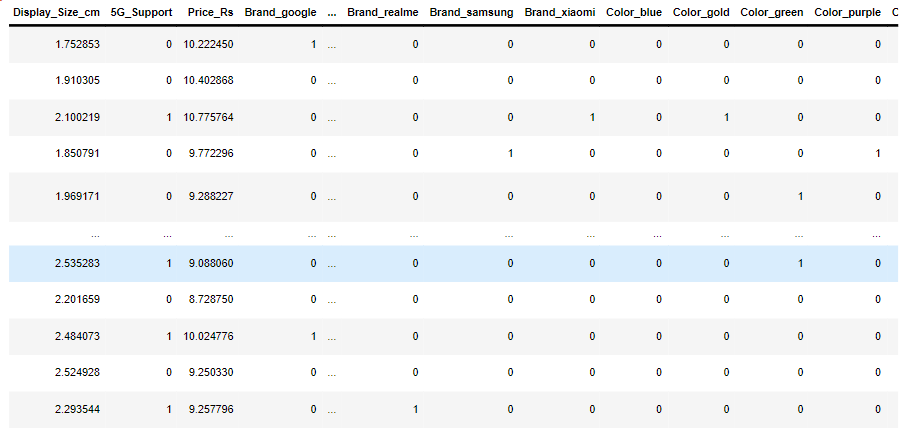 Display_Size_cm 5G_Support Price_Rs Brand_google ... Brand_realme Brand_samsung Brand_xiaomi Color_blue Color_gold Color_green Color_purple C
1.752853 0 10.222450 1 ... 0 0 0 0 0 0 0
1.910305 0 10.402868 0 ... 0 0 0 0 0 0 0
2.100219 1 10.775764 0 ... 0 0 1 0 1 0 0
1.850791 0 9.772296 0 ... 0 1 0 0 0 0 1
1.969171 0 9.288227 0 ... 0 0 0 0 0 1 0
... ... ... ... ... ... ... ... ... ... ... ...
2.535283 1 9.088060 0 ... 0 0 0 0 0 1 0
2.201659 0 8.728750 0 ... 0 0 0 0 0 0 0
2.484073 1 10.024776 1 ... 0 0 0 0 0 0 0
2.524928 0 9.250330 0 ... 0 0 0 0 0 0 0
2.293544 1 9.257796 0 ... 1 0 0 0 0 0 0